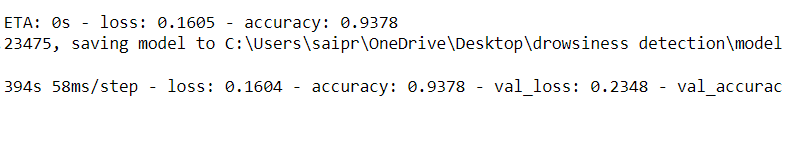 ETA: 0s - loss: 0.1605 - accuracy: 0.9378
23475, saving model to C:\Users\saipr\OneDrive\Desktop\drowsiness detection\model
394s 58ms/step - loss: 0.1604 - accuracy: 0.9378 - val_loss: 0.2348 - val_accurac